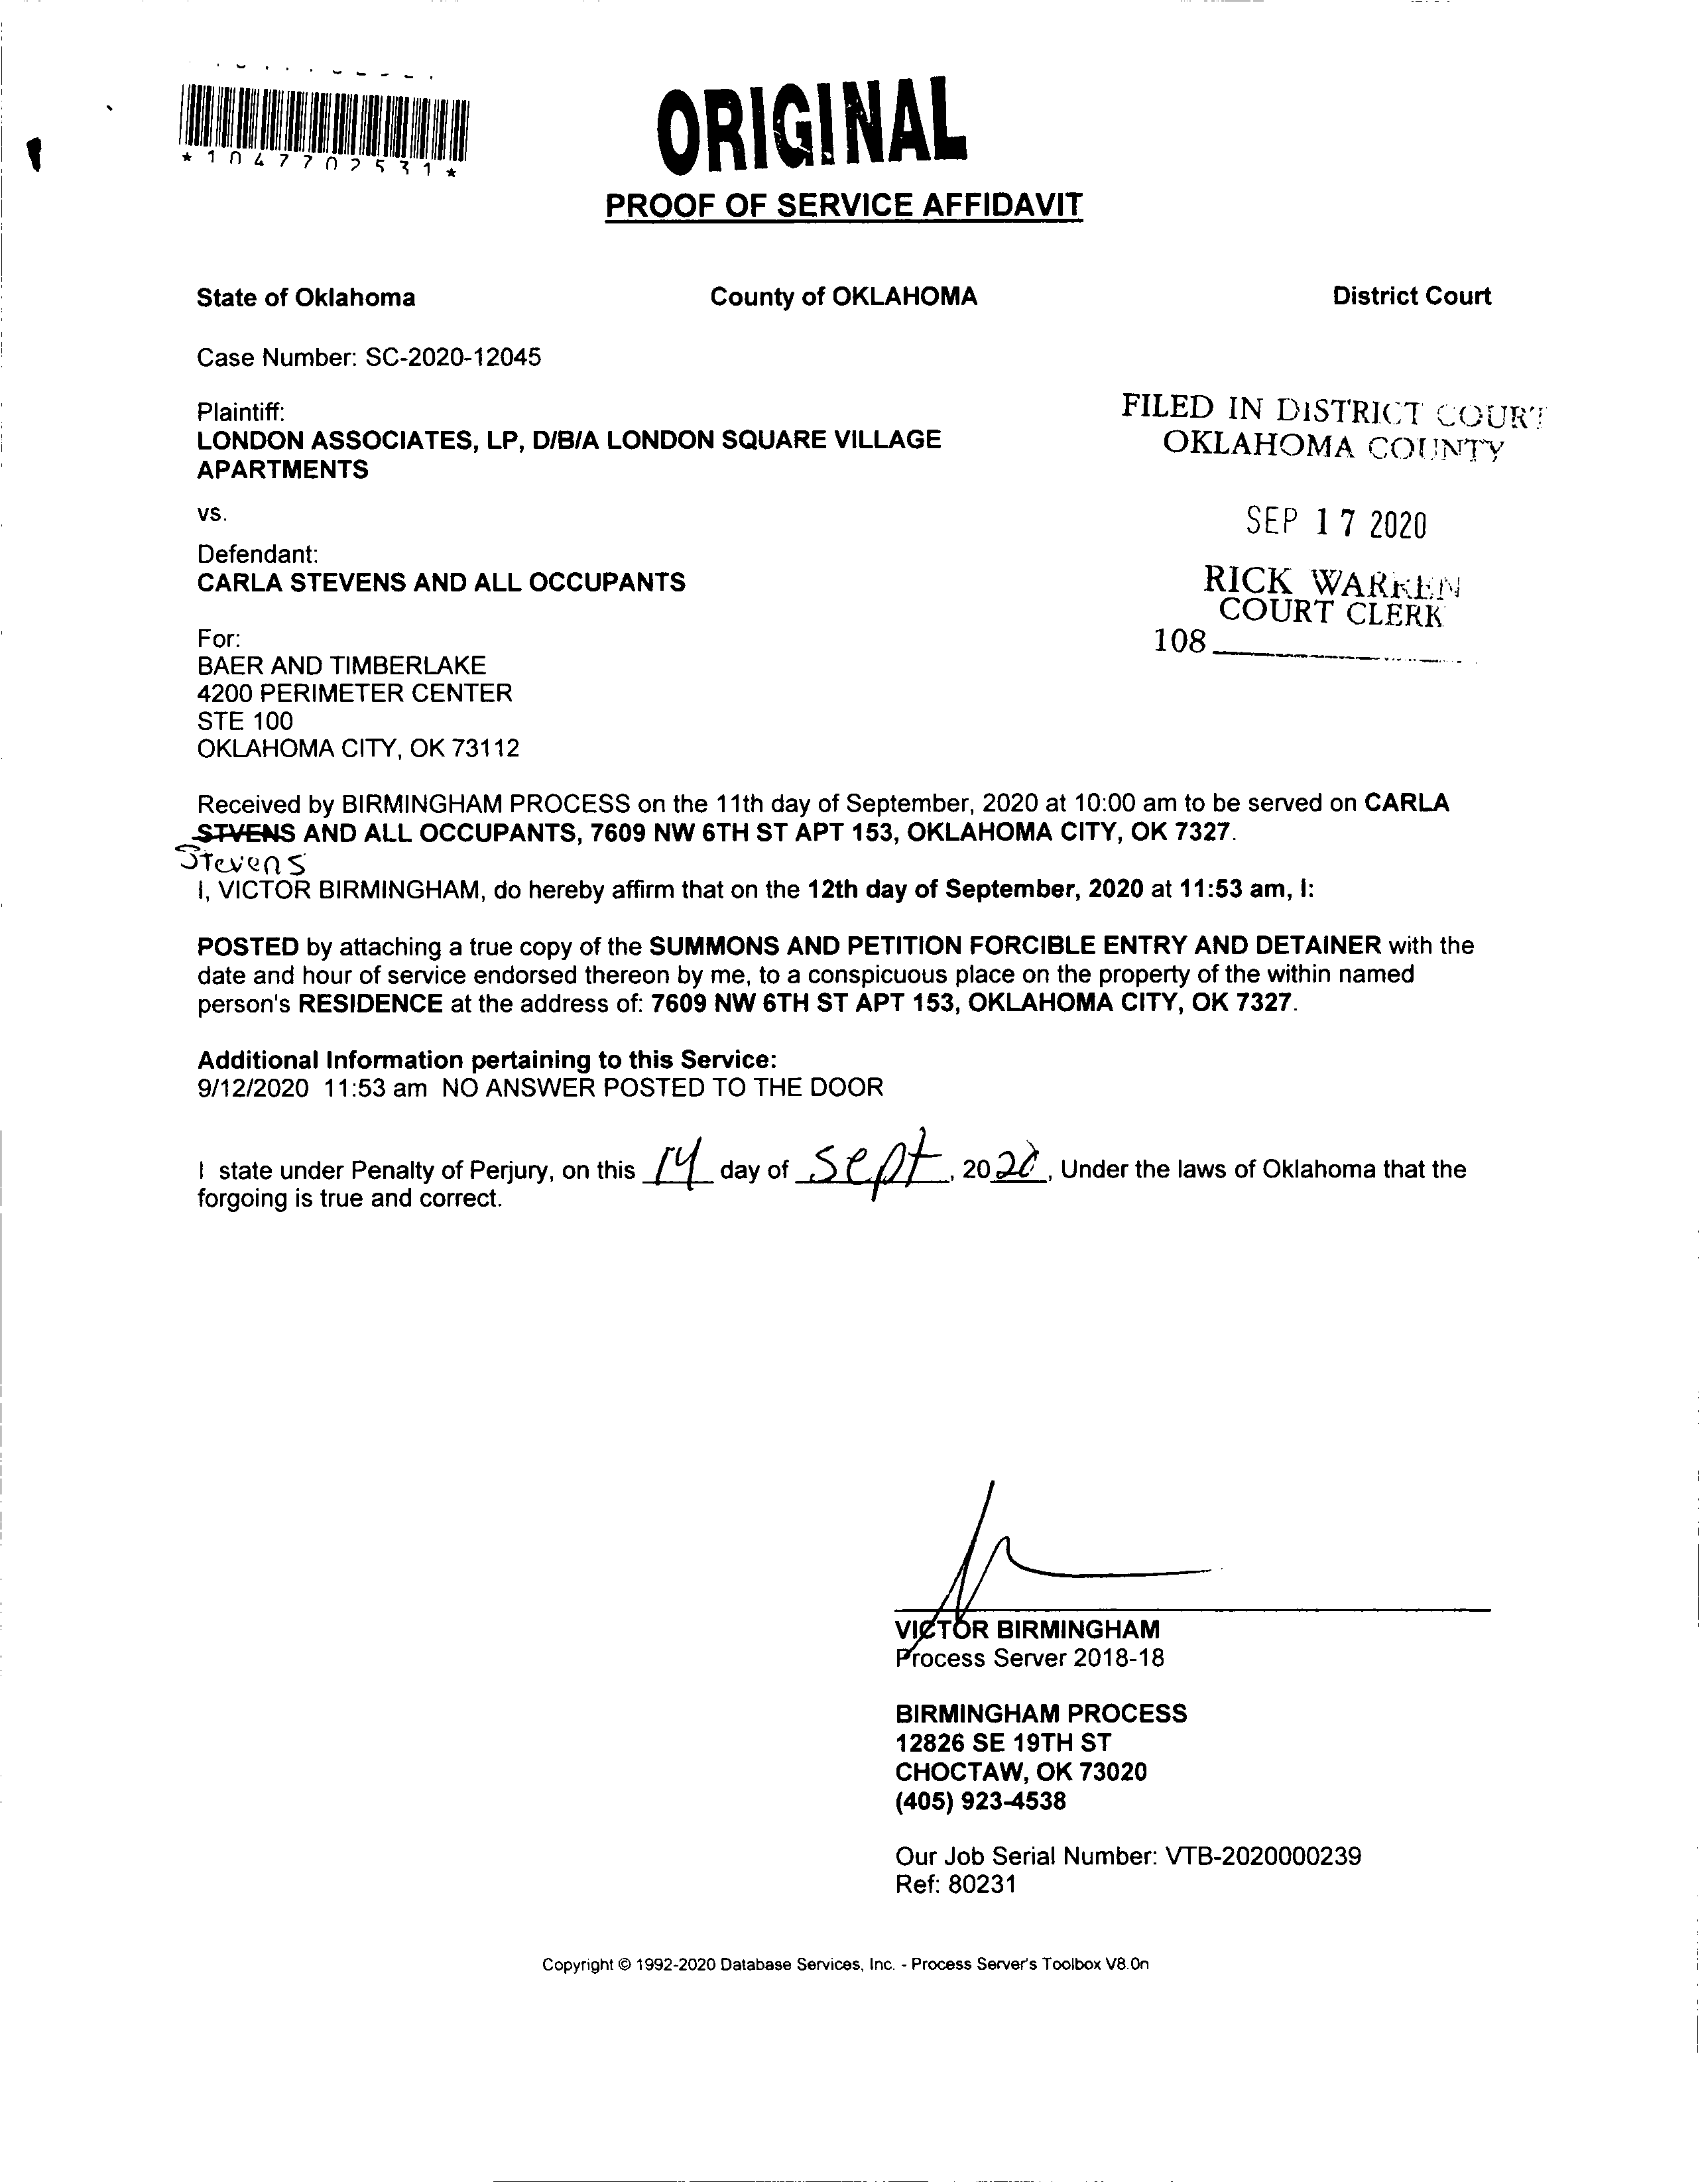 *1047702531*
ORIGINAL
PROOF OF SERVICE AFFIDAVIT
State of Oklahoma County of OKLAHOMA District Court
Case Number: SC-2020-12045
Plaintiff:
LONDON ASSOCIATES, LP, D/B/A LONDON SQUARE VILLAGE
APARTMENTS
vs.
Defendant:
CARLA STEVENS AND ALL OCCUPANTS
For:
BAER AND TIMBERLAKE
4200 PERIMETER CENTER
STE 100
OKLAHOMA CITY, OK 73112
FILED IN DISTRICT COURT
OKLAHOMA COUNTY
SEP 17 2020
RICK WARREN
COURT CLERK
108
Received by BIRMINGHAM PROCESS on the 11th day of September, 2020 at 10:00 am to be served on CARLA
STVENS AND ALL OCCUPANTS, 7609 NW 6TH ST APT 153, OKLAHOMA CITY, OK 7327.
Stevens
I, VICTOR BIRMINGHAM, do hereby affirm that on the 12th day of September, 2020 at 11:53 am, I:
POSTED by attaching a true copy of the SUMMONS AND PETITION FORCIBLE ENTRY AND DETAINER with the
date and hour of service endorsed thereon by me, to a conspicuous place on the property of the within named
person's RESIDENCE at the address of: 7609 NW 6TH ST APT 153, OKLAHOMA CITY, OK 7327.
Additional Information pertaining to this Service:
9/12/2020 11:53 am NO ANSWER POSTED TO THE DOOR
I state under Penalty of Perjury, on this 14 day of Sept, 2020, Under the laws of Oklahoma that the
forgoing is true and correct.
VICTOR BIRMINGHAM
Process Server 2018-18
BIRMINGHAM PROCESS
12826 SE 19TH ST
CHOCTAW, OK 73020
(405) 923-4538
Our Job Serial Number: VTB-2020000239
Ref: 80231
Copyright © 1992-2020 Database Services, Inc. - Process Server's Toolbox V8.0n